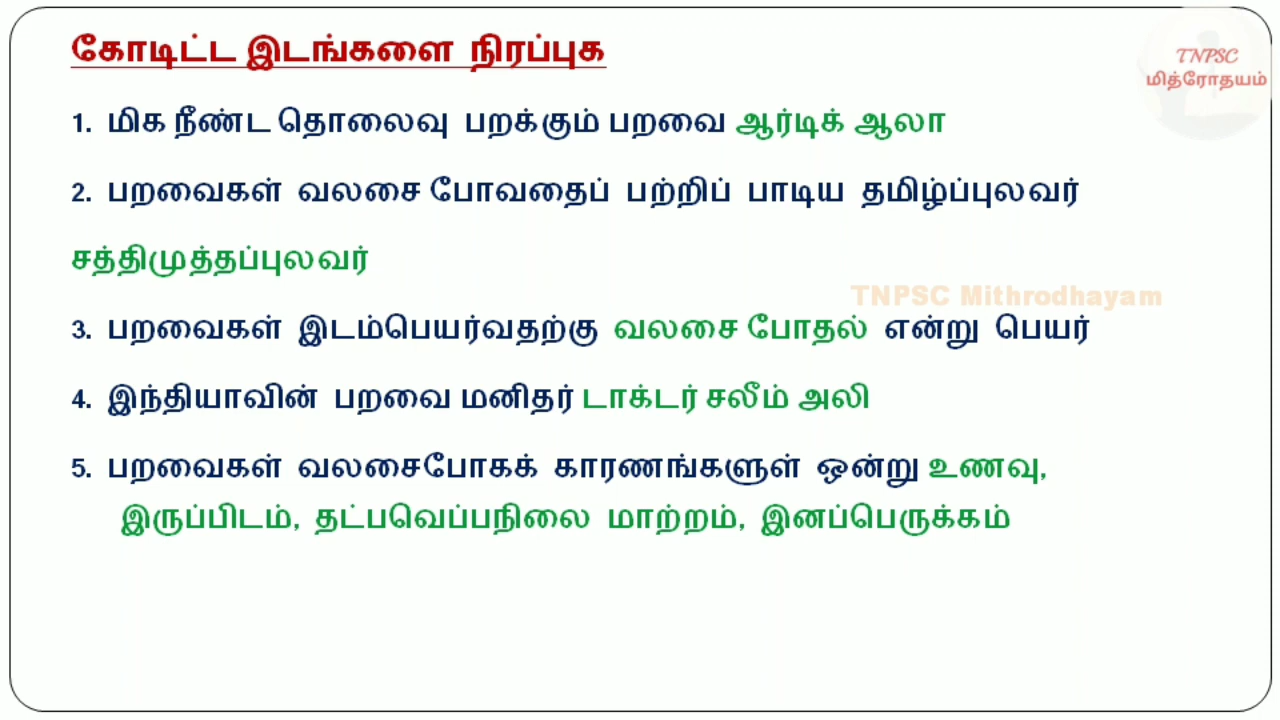 கோடிட்ட இடங்களை நிரப்புக
TNPSC
மித்ரோதயம்
1. மிக நீண்ட தொலைவு பறக்கும் பறவை ஆர்டிக் ஆலா
2. பறவைகள் வலசை போவதைப் பற்றிப் பாடிய தமிழ்ப்புலவர்
சத்திமுத்தப்புலவர்
TNPSC Mithrodhayam
3. பறவைகள் இடம்பெயர்வதற்கு வலசை போதல் என்று பெயர்
4. இந்தியாவின் பறவை மனிதர் டாக்டர் சலீம் அலி
5. பறவைகள் வலசைபோகக் காரணங்களுள் ஒன்று உணவு,
இருப்பிடம், தட்பவெப்பநிலை மாற்றம், இனப்பெருக்கம்